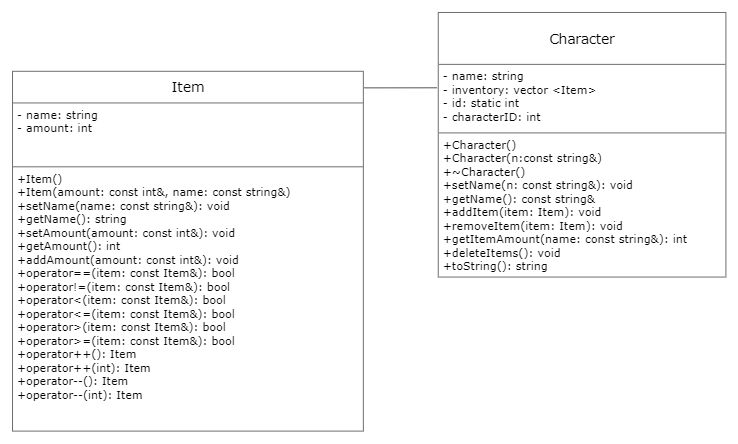 Item
- name: string
- amount: int
+Item()
+Item(amount: const int&, name: const string&)
+setName(name: const string&): void
+getName(): string
+setAmount(amount: const int&): void
+getAmount(): int
+addAmount(amount: const int&): void
+operator==(item: const Item&): bool
+operator!=(item: const Item&): bool
+operator<(item: const Item&): bool
+operator<=(item: const Item&): bool
+operator>(item: const Item&): bool
+operator>=(item: const Item&): bool
+operator++(): Item
+operator++(int): Item
+operator--(): Item
+operator--(int): Item
Character
- name: string
- inventory: vector <Item>
- id: static int
- characterID: int
+Character()
+Character(n:const string&)
+~Character()
+setName(n: const string&): void
+getName(): const string&
+addItem(item: Item): void
+removeItem(item: Item): void
+getItemAmount(name: const string&): int
+deleteItems(): void
+toString(): string